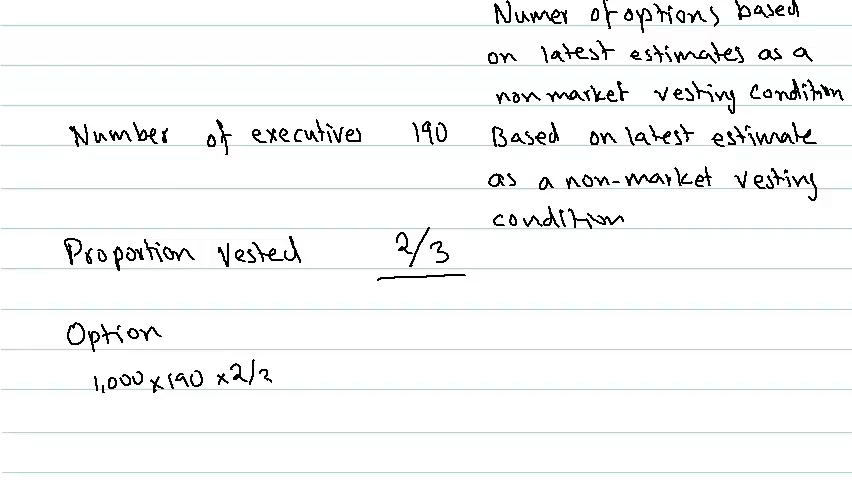 Numer of options based
on latest estimates as a
non market vesting condition
Number of executives 190 Based on latest estimate
as a non-market vesting
condition
Proportion vested 2/3
Option
1,000 x 190 x 2/3